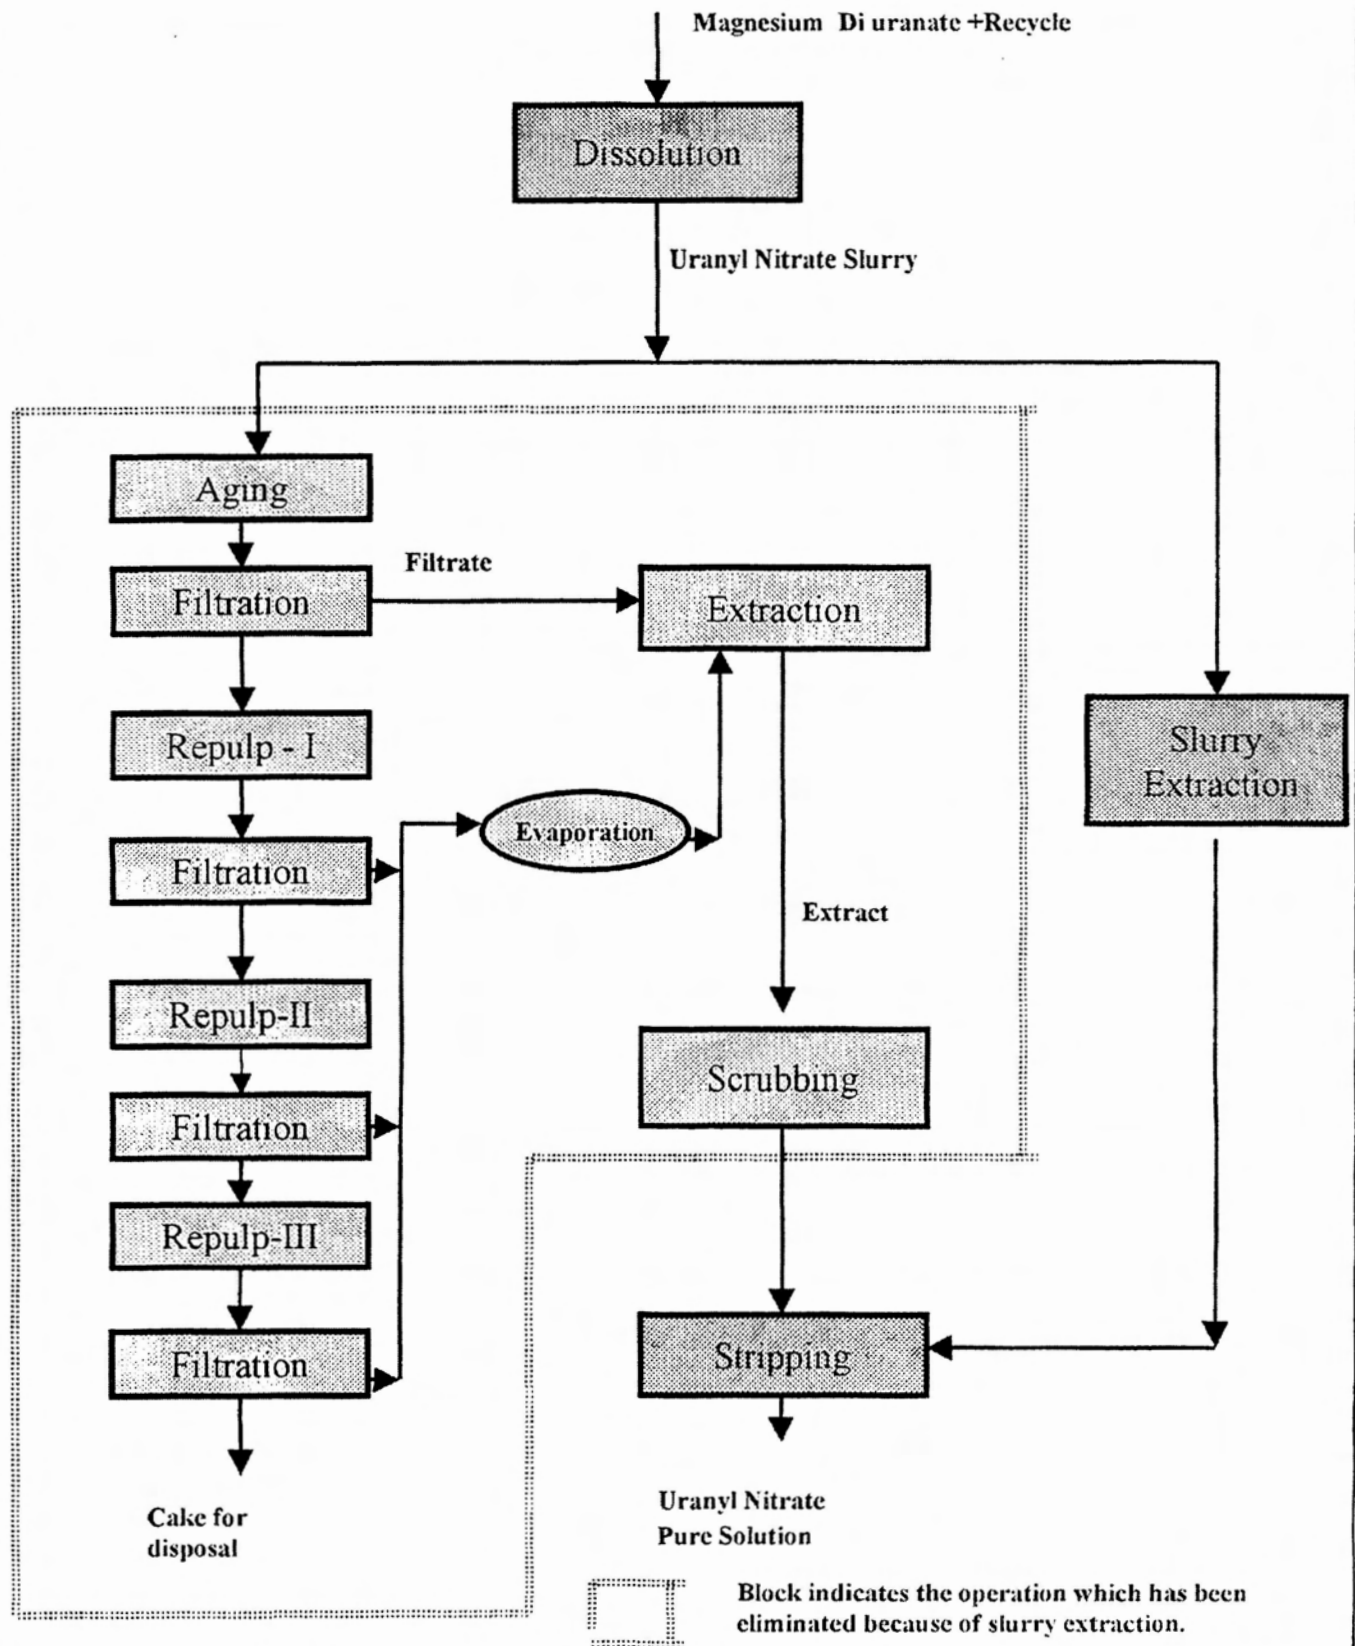 Magnesium Di uranate +Recycle
Dissolution
Uranyl Nitrate Slurry
Aging
Filtration
Filtrate
Extraction
Repulp - I
Slurry
Extraction
Evaporation
Filtration
Extract
Repulp-II
Scrubbing
Filtration
Repulp-III
Filtration
Stripping
Cake for
disposal
Uranyl Nitrate
Pure Solution
Block indicates the operation which has been
eliminated because of slurry extraction.